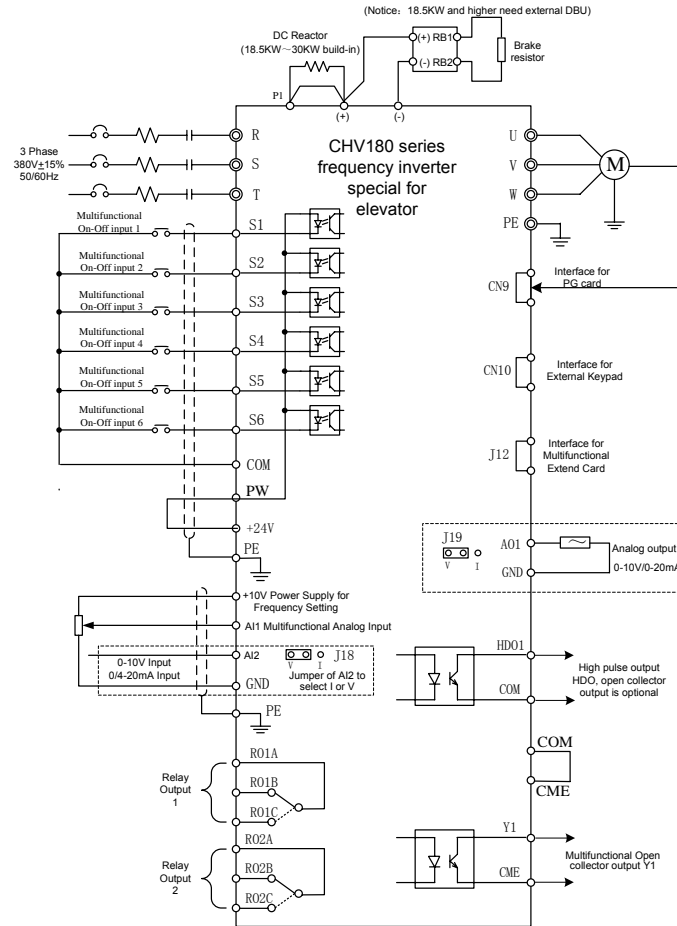 (Notice：18.5KW and higher need external DBU)
DC Reactor
(18.5KW～30KW build-in)
(+) RB1
(-) RB2
Brake
resistor
P1
(+)
(-)
3 Phase
380V±15%
50/60Hz
R
S
T
CHV180 series
frequency inverter
special for
elevator
U
V
W
PE
M
Multifunctional
On-Off input 1
S1
Multifunctional
On-Off input 2
S2
Multifunctional
On-Off input 3
S3
Multifunctional
On-Off input 4
S4
Multifunctional
On-Off input 5
S5
Multifunctional
On-Off input 6
S6
COM
PW
+24V
PE
CN9
Interface for
PG card
CN10
Interface for
External Keypad
J12
Interface for
Multifunctional
Extend Card
J19
V I
AO1
GND
Analog output
0-10V/0-20mA
+10V Power Supply for
Frequency Setting
AI1 Multifunctional Analog Input
AI2
0-10V Input
0/4-20mA Input
J18
V I
Jumper of AI2 to
select I or V
GND
PE
HDO1
COM
High pulse output
HDO, open collector
output is optional
COM
CME
Relay
Output
1
RO1A
RO1B
RO1C
Relay
Output
2
RO2A
RO2B
RO2C
Y1
CME
Multifunctional Open
collector output Y1